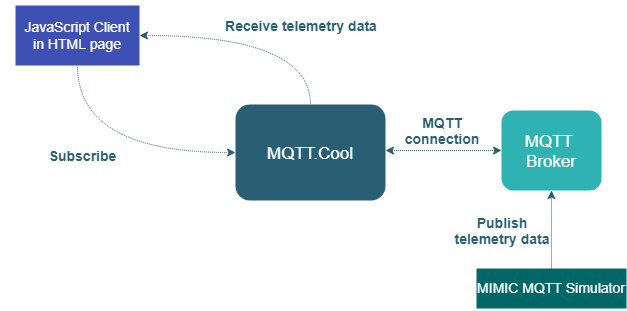 JavaScript Client
in HTML page
Receive telemetry data
Subscribe
MQTT.Cool
MQTT
connection
MQTT
Broker
Publish
telemetry data
MIMIC MQTT Simulator